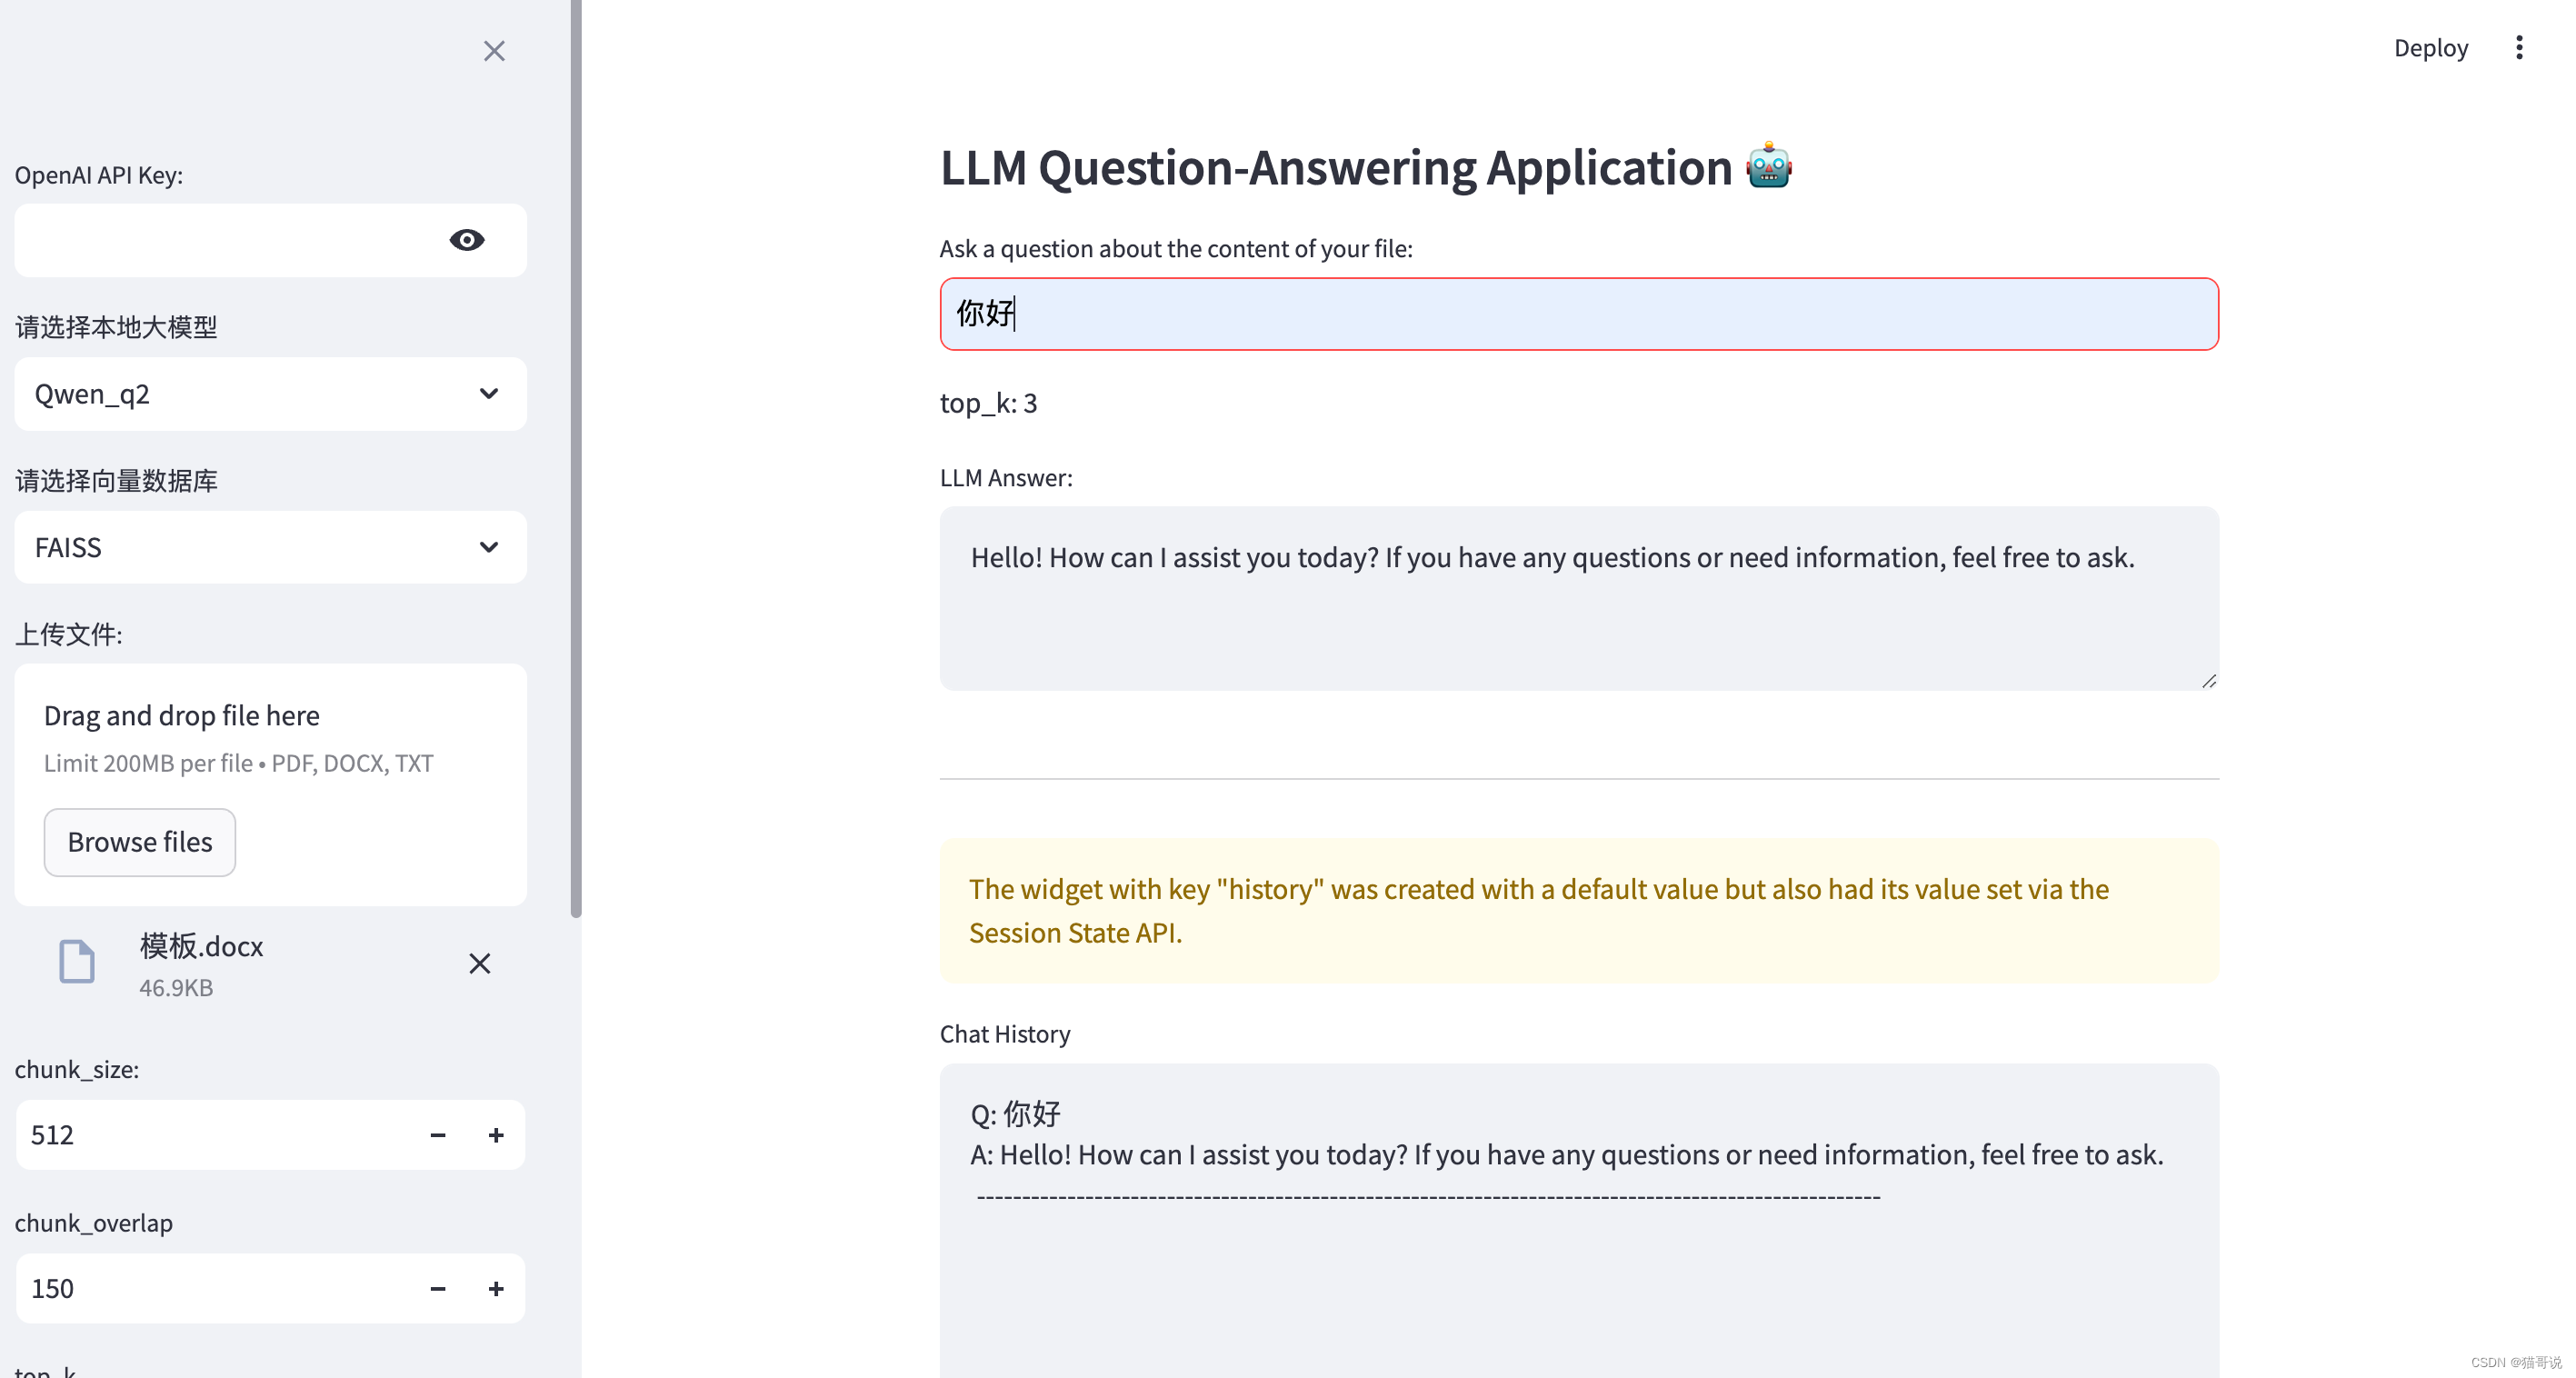 OpenAI API Key:
请选择本地大模型
Qwen_q2
请选择向量数据库
FAISS
上传文件:
Drag and drop file here
Limit 200MB per file • PDF, DOCX, TXT
Browse files
模板.docx
46.9KB
chunk_size:
512
chunk_overlap
150
top_k
Deploy
LLM Question-Answering Application 🤖
Ask a question about the content of your file:
你好
top_k: 3
LLM Answer:
Hello! How can I assist you today? If you have any questions or need information, feel free to ask.
The widget with key "history" was created with a default value but also had its value set via the
Session State API.
Chat History
Q: 你好
A: Hello! How can I assist you today? If you have any questions or need information, feel free to ask.
----------------------------------------------------------------------------------------------------
CSDN @猫哥说